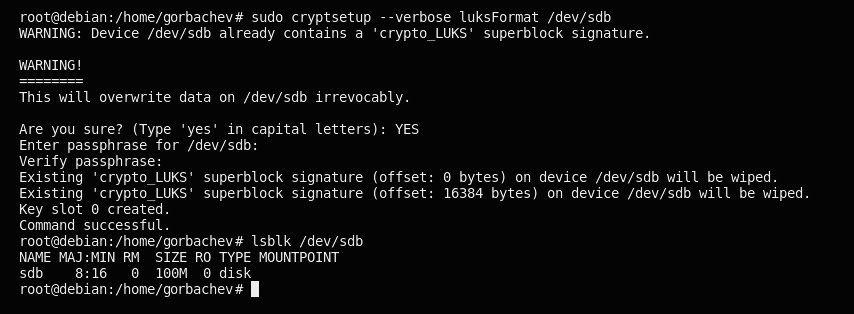 root@debian:/home/gorbachev# sudo cryptsetup --verbose luksFormat /dev/sdb
WARNING: Device /dev/sdb already contains a 'crypto_LUKS' superblock signature.
WARNING!
========
This will overwrite data on /dev/sdb irrevocably.
Are you sure? (Type 'yes' in capital letters): YES
Enter passphrase for /dev/sdb:
Verify passphrase:
Existing 'crypto_LUKS' superblock signature (offset: 0 bytes) on device /dev/sdb will be wiped.
Existing 'crypto_LUKS' superblock signature (offset: 16384 bytes) on device /dev/sdb will be wiped.
Key slot 0 created.
Command successful.
root@debian:/home/gorbachev# lsblk /dev/sdb
NAME MAJ:MIN RM  SIZE RO TYPE MOUNTPOINT
sdb    8:16   0  100M  0 disk
root@debian:/home/gorbachev#